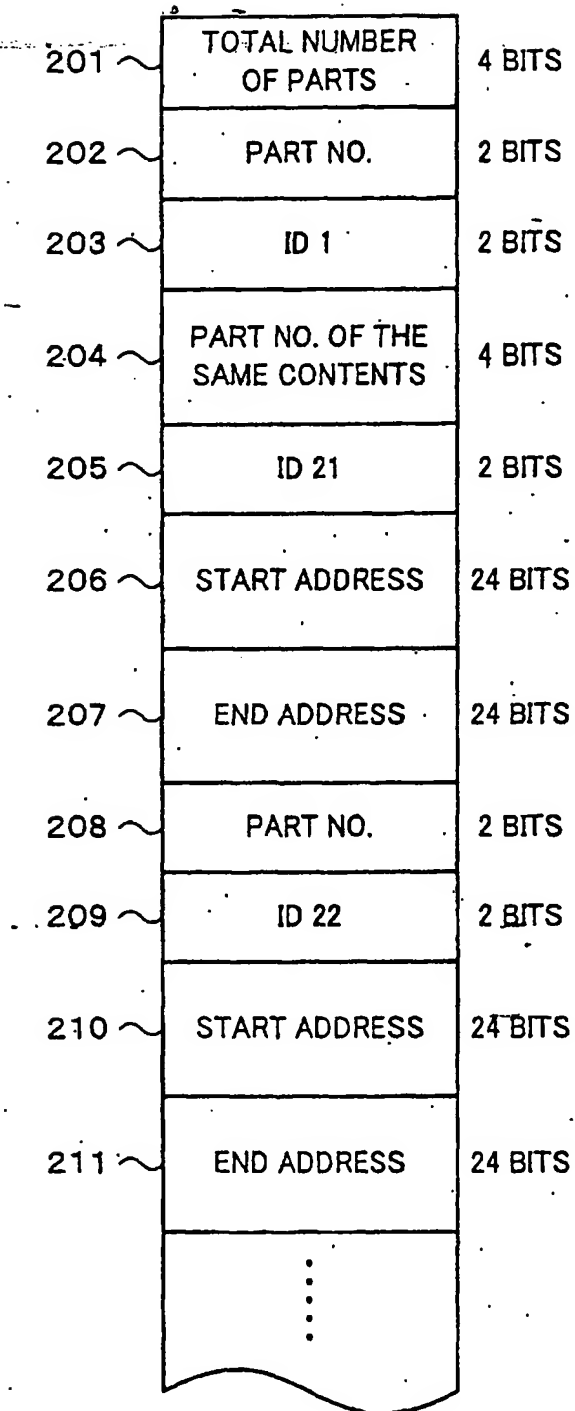 201 TOTAL NUMBER OF PARTS 4 BITS
202 PART NO. 2 BITS
203 ID 1 2 BITS
204 PART NO. OF THE SAME CONTENTS 4 BITS
205 ID 21 2 BITS
206 START ADDRESS 24 BITS
207 END ADDRESS 24 BITS
208 PART NO. 2 BITS
209 ID 22 2 BITS
210 START ADDRESS 24 BITS
211 END ADDRESS 24 BITS